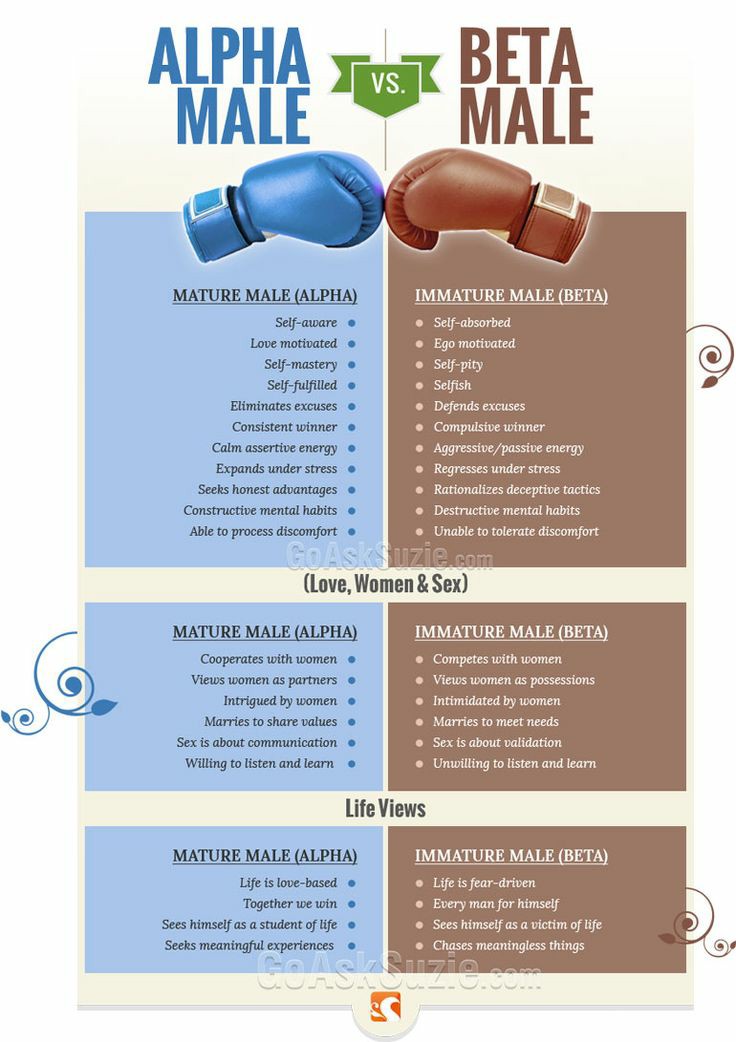 ALPHA
MALE
VS.
BETA
MALE
MATURE MALE (ALPHA)
Self-aware
Love motivated
Self-mastery
Self-fulfilled
Eliminates excuses
Consistent winner
Calm assertive energy
Expands under stress
Seeks honest advantages
Constructive mental habits
Able to process discomfort
IMMATURE MALE (BETA)
Self-absorbed
Ego motivated
Self-pity
Selfish
Defends excuses
Compulsive winner
Aggressive/passive energy
Regresses under stress
Rationalizes deceptive tactics
Destructive mental habits
Unable to tolerate discomfort
GoAskSuzie.com
(Love, Women & Sex)
MATURE MALE (ALPHA)
Cooperates with women
Views women as partners
Intrigued by women
Marries to share values
Sex is about communication
Willing to listen and learn
IMMATURE MALE (BETA)
Competes with women
Views women as possessions
Intimidated by women
Marries to meet needs
Sex is about validation
Unwilling to listen and learn
Life Views
MATURE MALE (ALPHA)
Life is love-based
Together we win
Sees himself as a student of life
Seeks meaningful experiences
IMMATURE MALE (BETA)
Life is fear-driven
Every man for himself
Sees himself as a victim of life
Chases meaningless things
GoAskSuzie.com